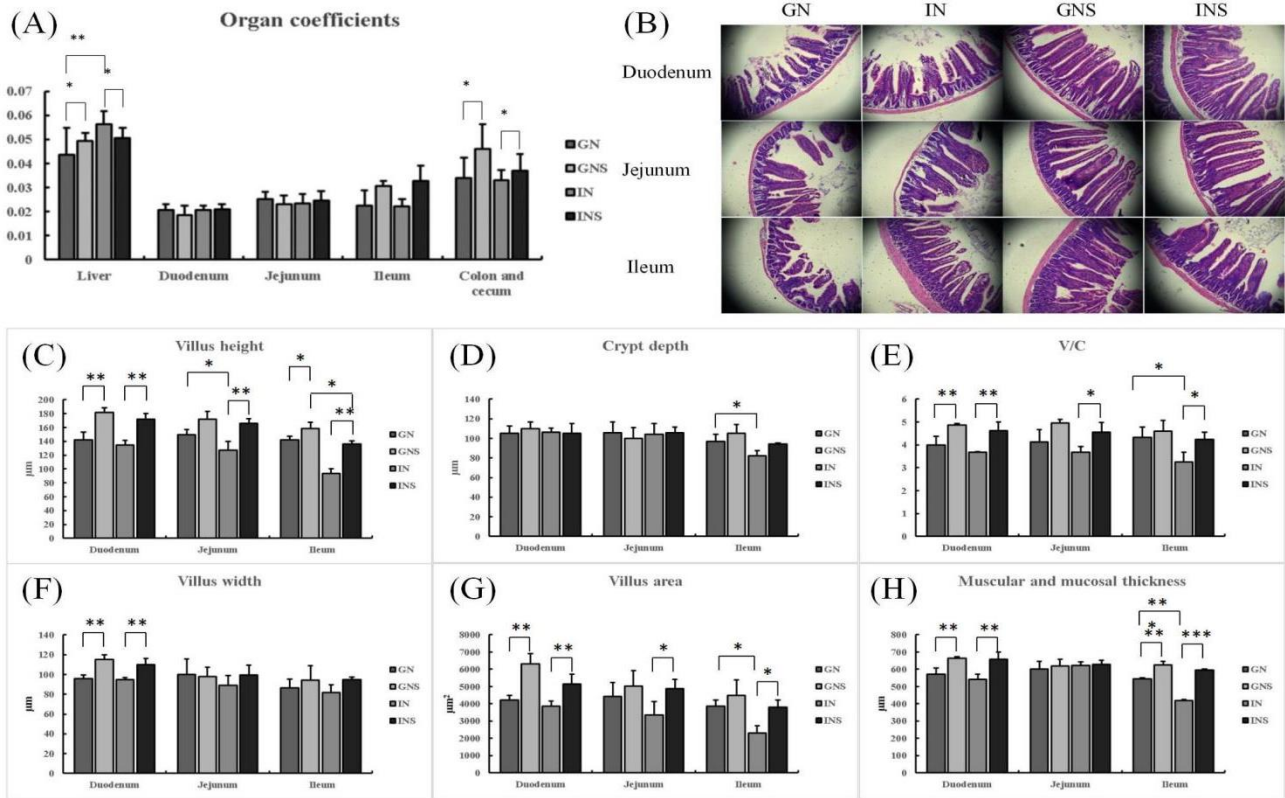 (A)
Organ coefficients
**
*
*
*
*
0.07
0.06
0.05
0.04
0.03
0.02
0.01
0
Liver
Duodenum
Jejunum
Ileum
Colon and
cecum
GN
GNS
IN
INS
(B)
GN
IN
GNS
INS
Duodenum
Jejunum
Ileum
(C)
Villus height
**
**
*
**
*
*
**
200
180
160
140
120
100
80
60
40
20
0
μm
Duodenum
Jejunum
Ileum
GN
GNS
IN
INS
(D)
Crypt depth
*
140
120
100
80
60
40
20
0
μm
Duodenum
Jejunum
Ileum
GN
GNS
IN
INS
(E)
V/C
**
**
*
*
*
6
5
4
3
2
1
0
Duodenum
Jejunum
Ileum
GN
GNS
IN
INS
(F)
Villus width
**
**
140
120
100
80
60
40
20
0
μm
Duodenum
Jejunum
Ileum
GN
GNS
IN
INS
(G)
Villus area
**
**
*
*
*
8000
7000
6000
5000
4000
3000
2000
1000
0
μm²
Duodenum
Jejunum
Ileum
GN
GNS
IN
INS
(H)
Muscular and mucosal thickness
**
**
**
*
**
***
800
700
600
500
400
300
200
100
0
μm
Duodenum
Jejunum
Ileum
GN
GNS
IN
INS